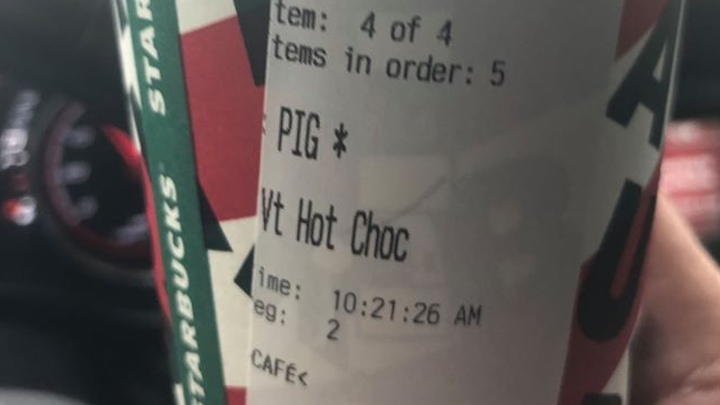 tem: 4 of 4
tems in order: 5
PIG *
Vt Hot Choc
ime: 10:21:26 AM
eg: 2
CAFÉ<
STAR
STARBUCKS
A
U